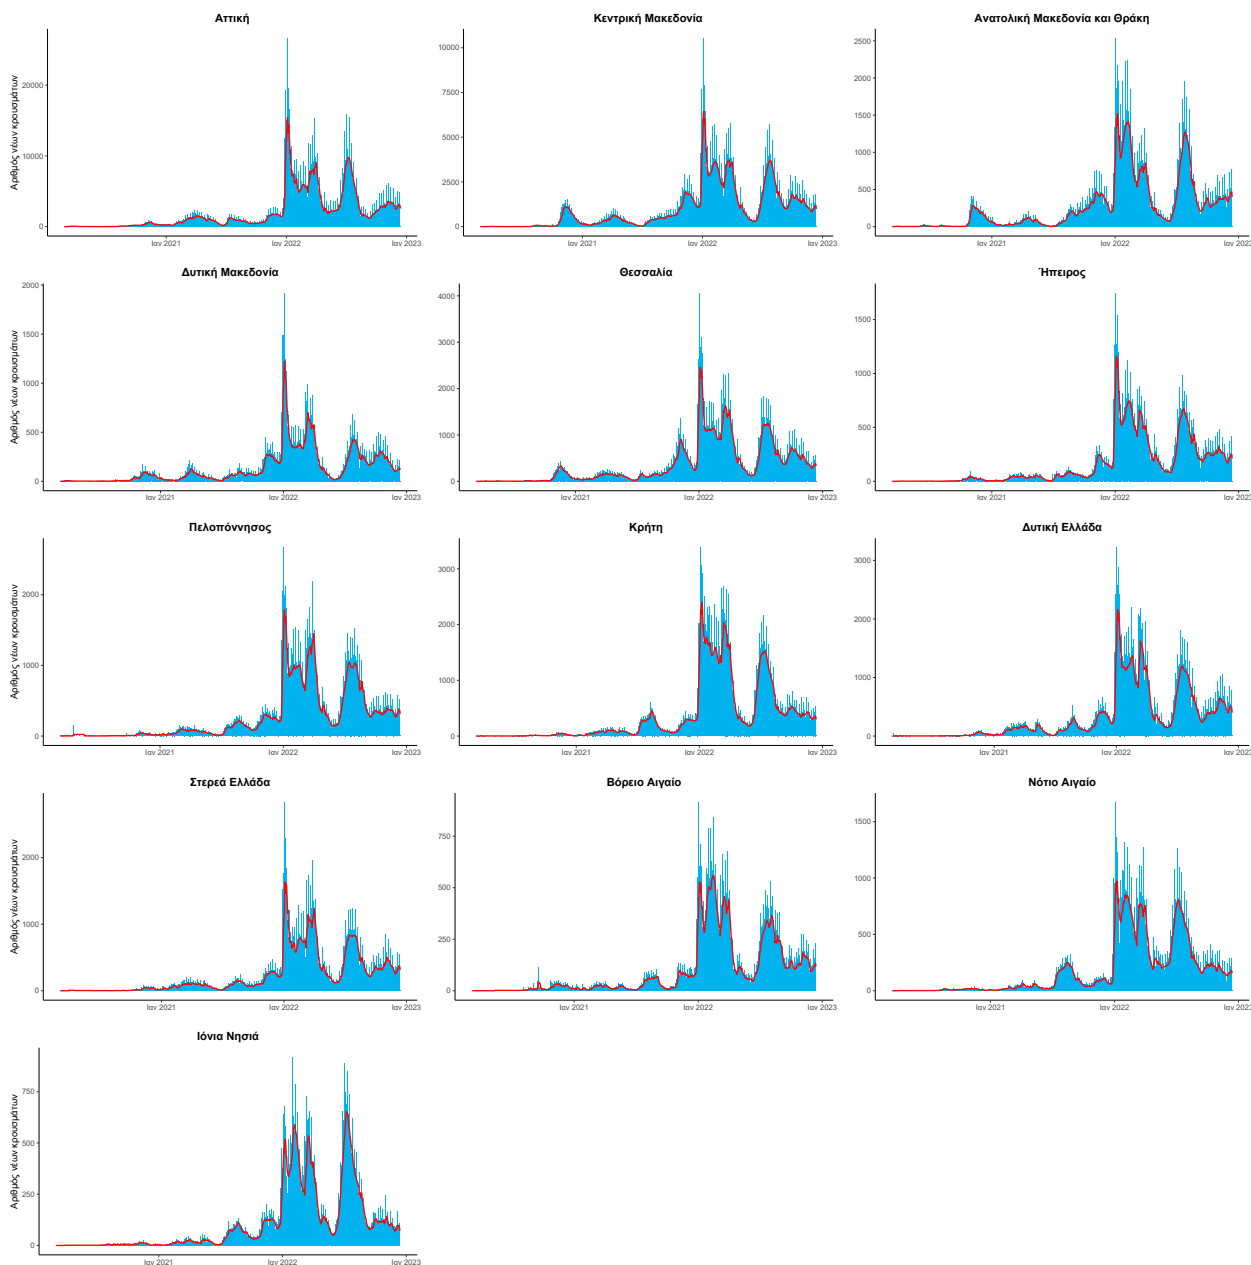 Αττική
Κεντρική Μακεδονία
Ανατολική Μακεδονία και Θράκη
Αριθμός νέων κρουσμάτων
20000
10000
0
Ιαν 2021
Ιαν 2022
Ιαν 2023
10000
7500
5000
2500
0
Ιαν 2021
Ιαν 2022
Ιαν 2023
2500
2000
1500
1000
500
0
Ιαν 2021
Ιαν 2022
Ιαν 2023
Δυτική Μακεδονία
Θεσσαλία
Ήπειρος
Αριθμός νέων κρουσμάτων
2000
1500
1000
500
0
Ιαν 2021
Ιαν 2022
Ιαν 2023
4000
3000
2000
1000
0
Ιαν 2021
Ιαν 2022
Ιαν 2023
1500
1000
500
0
Ιαν 2021
Ιαν 2022
Ιαν 2023
Πελοπόννησος
Κρήτη
Δυτική Ελλάδα
Αριθμός νέων κρουσμάτων
2000
1000
0
Ιαν 2021
Ιαν 2022
Ιαν 2023
3000
2000
1000
0
Ιαν 2021
Ιαν 2022
Ιαν 2023
3000
2000
1000
0
Ιαν 2021
Ιαν 2022
Ιαν 2023
Στερεά Ελλάδα
Βόρειο Αιγαίο
Νότιο Αιγαίο
Αριθμός νέων κρουσμάτων
2000
1000
0
Ιαν 2021
Ιαν 2022
Ιαν 2023
750
500
250
0
Ιαν 2021
Ιαν 2022
Ιαν 2023
1500
1000
500
0
Ιαν 2021
Ιαν 2022
Ιαν 2023
Ιόνια Νησιά
Αριθμός νέων κρουσμάτων
750
500
250
0
Ιαν 2021
Ιαν 2022
Ιαν 2023